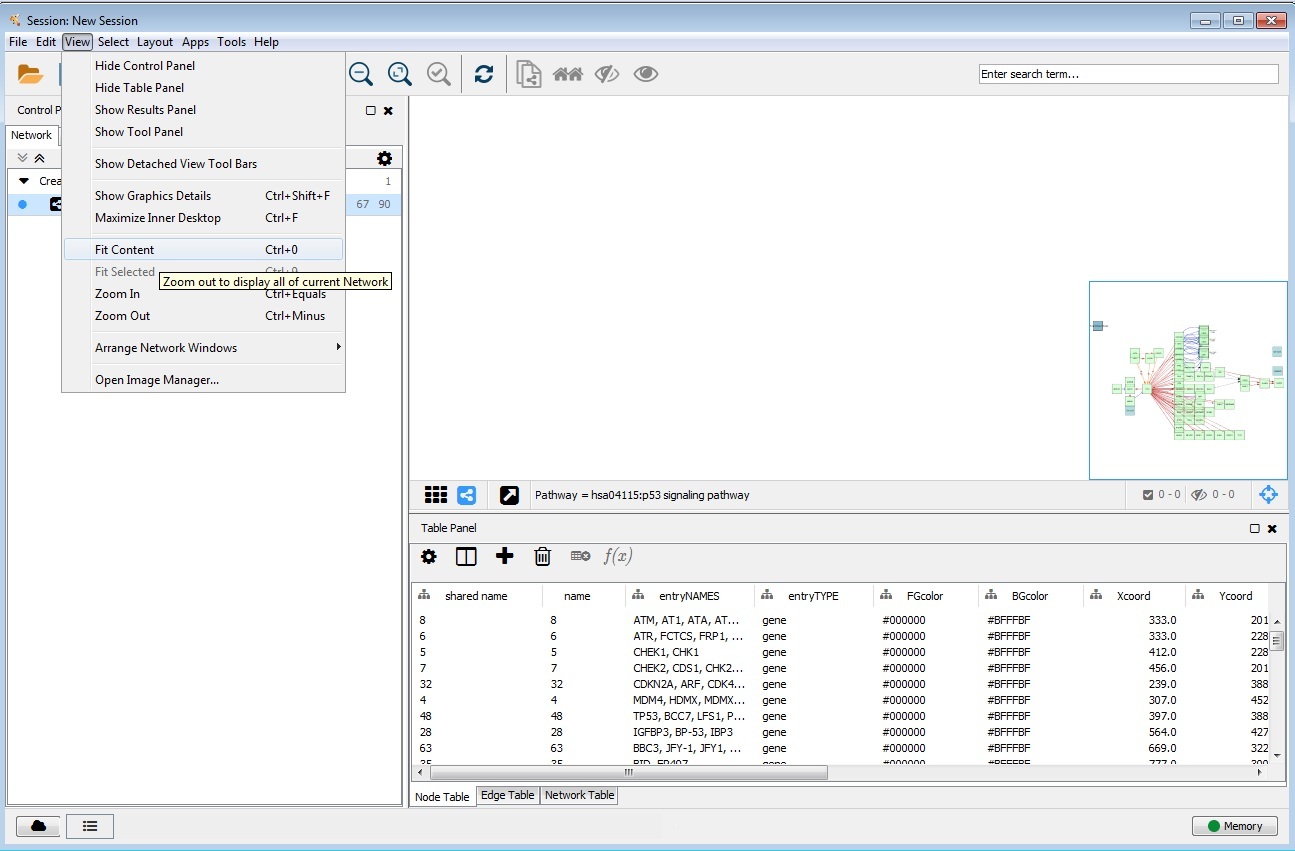 Session: New Session
File Edit View Select Layout Apps Tools Help
Hide Control Panel
Hide Table Panel
Show Results Panel
Show Tool Panel
Show Detached View Tool Bars
Show Graphics Details Ctrl+Shift+F
Maximize Inner Desktop Ctrl+F
Fit Content Ctrl+0
Fit Selected Ctrl+9
Zoom out to display all of current Network
Zoom In Ctrl+Equals
Zoom Out Ctrl+Minus
Arrange Network Windows
Open Image Manager...
Enter search term...
Control P
Network
Crea 1
67 90
Pathway = hsa04115:p53 signaling pathway 0 - 0 0 - 0
Table Panel
f(x)
shared name name entryNAMES entryTYPE FGcolor BGcolor Xcoord Ycoord
8 8 ATM, AT1, ATA, AT... gene #000000 #BFFFBF 333.0 201
6 6 ATR, FCTCS, FRP1, ... gene #000000 #BFFFBF 333.0 228
5 5 CHEK1, CHK1 gene #000000 #BFFFBF 412.0 228
7 7 CHEK2, CDS1, CHK2... gene #000000 #BFFFBF 456.0 201
32 32 CDKN2A, ARF, CDK4... gene #000000 #BFFFBF 239.0 388
4 4 MDM4, HDMX, MDMX... gene #000000 #BFFFBF 307.0 452
48 48 TP53, BCC7, LFS1, P... gene #000000 #BFFFBF 397.0 388
28 28 IGFBP3, BP-53, IBP3 gene #000000 #BFFFBF 564.0 427
63 63 BBC3, JFY-1, JFY1, ... gene #000000 #BFFFBF 669.0 322
Node Table Edge Table Network Table
Memory